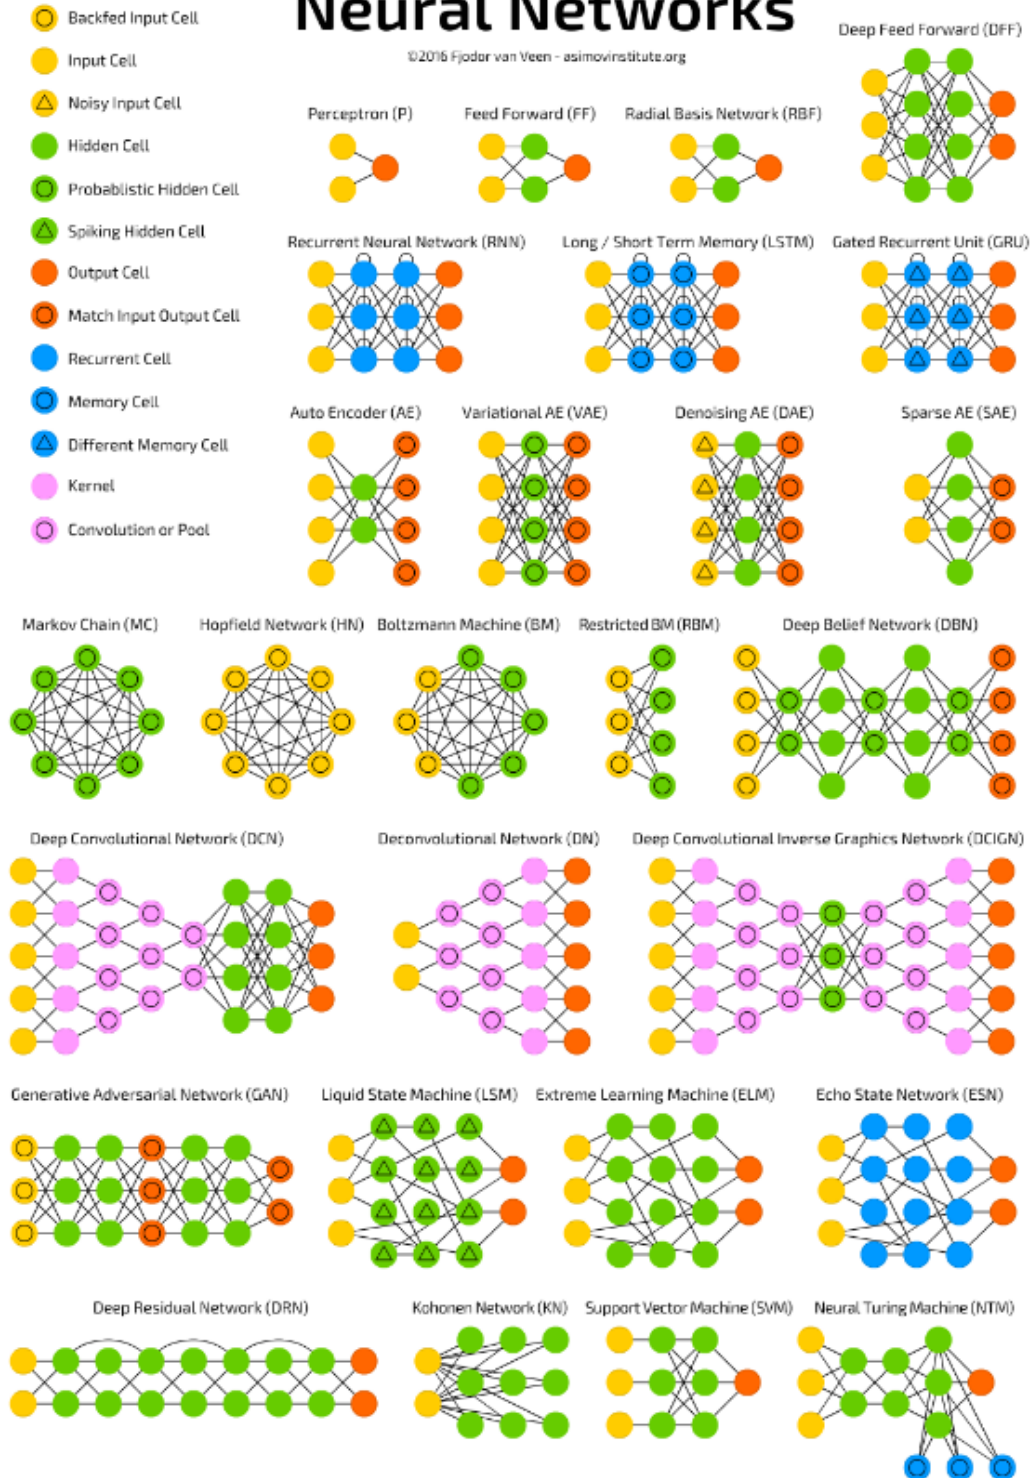 Neural Networks
©2016 Fjodor van Veen - asimovinstitute.org
Backfed Input Cell
Input Cell
Noisy Input Cell
Hidden Cell
Probablistic Hidden Cell
Spiking Hidden Cell
Output Cell
Match Input Output Cell
Recurrent Cell
Memory Cell
Different Memory Cell
Kernel
Convolution or Pool
Deep Feed Forward (DFF)
Perceptron (P)
Feed Forward (FF)
Radial Basis Network (RBF)
Recurrent Neural Network (RNN)
Long / Short Term Memory (LSTM)
Gated Recurrent Unit (GRU)
Auto Encoder (AE)
Variational AE (VAE)
Denoising AE (DAE)
Sparse AE (SAE)
Markov Chain (MC)
Hopfield Network (HN)
Boltzmann Machine (BM)
Restricted BM (RBM)
Deep Belief Network (DBN)
Deep Convolutional Network (DCN)
Deconvolutional Network (DN)
Deep Convolutional Inverse Graphics Network (DCIGN)
Generative Adversarial Network (GAN)
Liquid State Machine (LSM)
Extreme Learning Machine (ELM)
Echo State Network (ESN)
Deep Residual Network (DRN)
Kohonen Network (KN)
Support Vector Machine (SVM)
Neural Turing Machine (NTM)